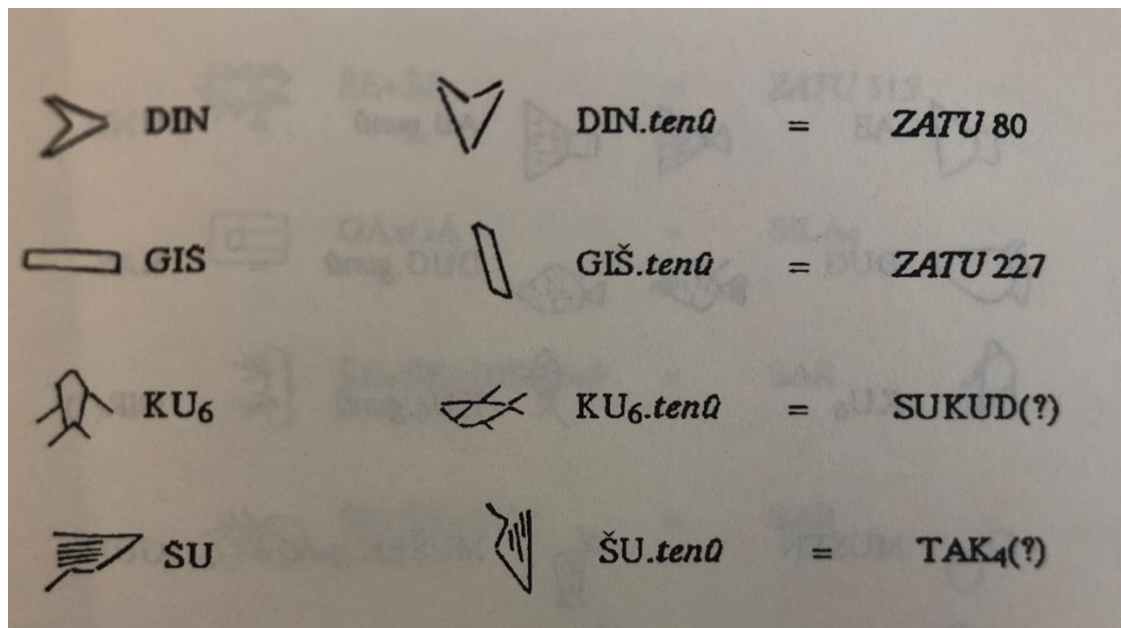 DIN DIN.tenû = ZATU 80
GIŠ GIŠ.tenû = ZATU 227
KU₆ KU₆.tenû = SUKUD(?)
ŠU ŠU.tenû = TAK₄(?)